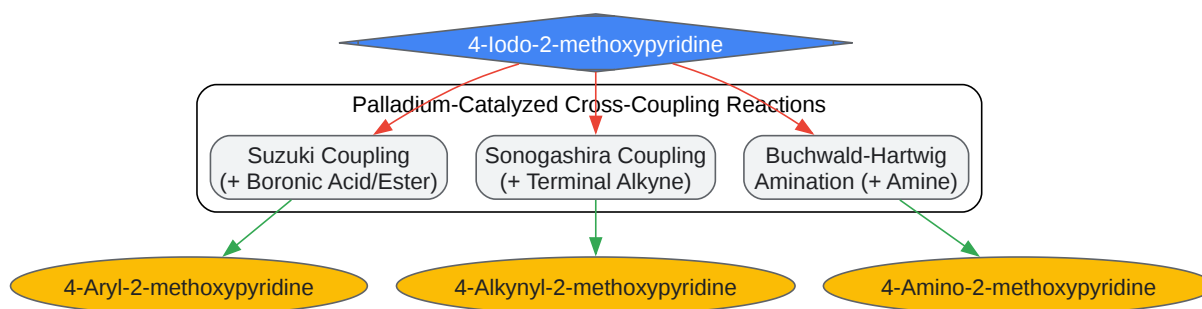 4-Iodo-2-methoxypyridine
Palladium-Catalyzed Cross-Coupling Reactions
Suzuki Coupling
(+ Boronic Acid/Ester)
Sonogashira Coupling
(+ Terminal Alkyne)
Buchwald-Hartwig
Amination (+ Amine)
4-Aryl-2-methoxypyridine
4-Alkynyl-2-methoxypyridine
4-Amino-2-methoxypyridine